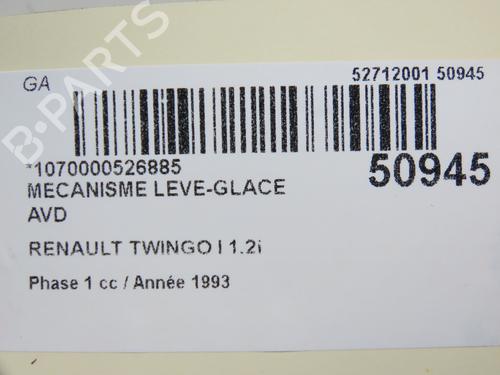 B-PARTS
GA
52712001 50945
*1070000526885
50945
MECANISME LEVE-GLACE
AVD
RENAULT TWINGO I 1.2i
Phase 1 cc / Année 1993